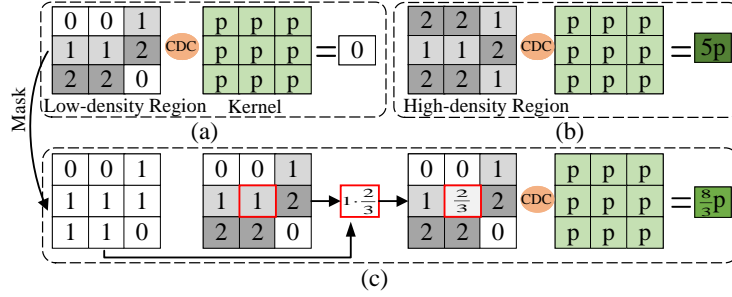 0 0 1 p p p 2 2 1 p p p
1 1 2 CDC p p p = 0 1 1 2 CDC p p p = 5p
2 2 0 p p p 2 2 1 p p p
Low-density Region Kernel High-density Region
(a) (b)
Mask
0 0 1 0 0 1 0 0 1 p p p
1 1 1 1 1 2 1·2/3 1 2/3 2 CDC p p p = 8/3p
1 1 0 2 2 0 2 2 0 p p p
(c)